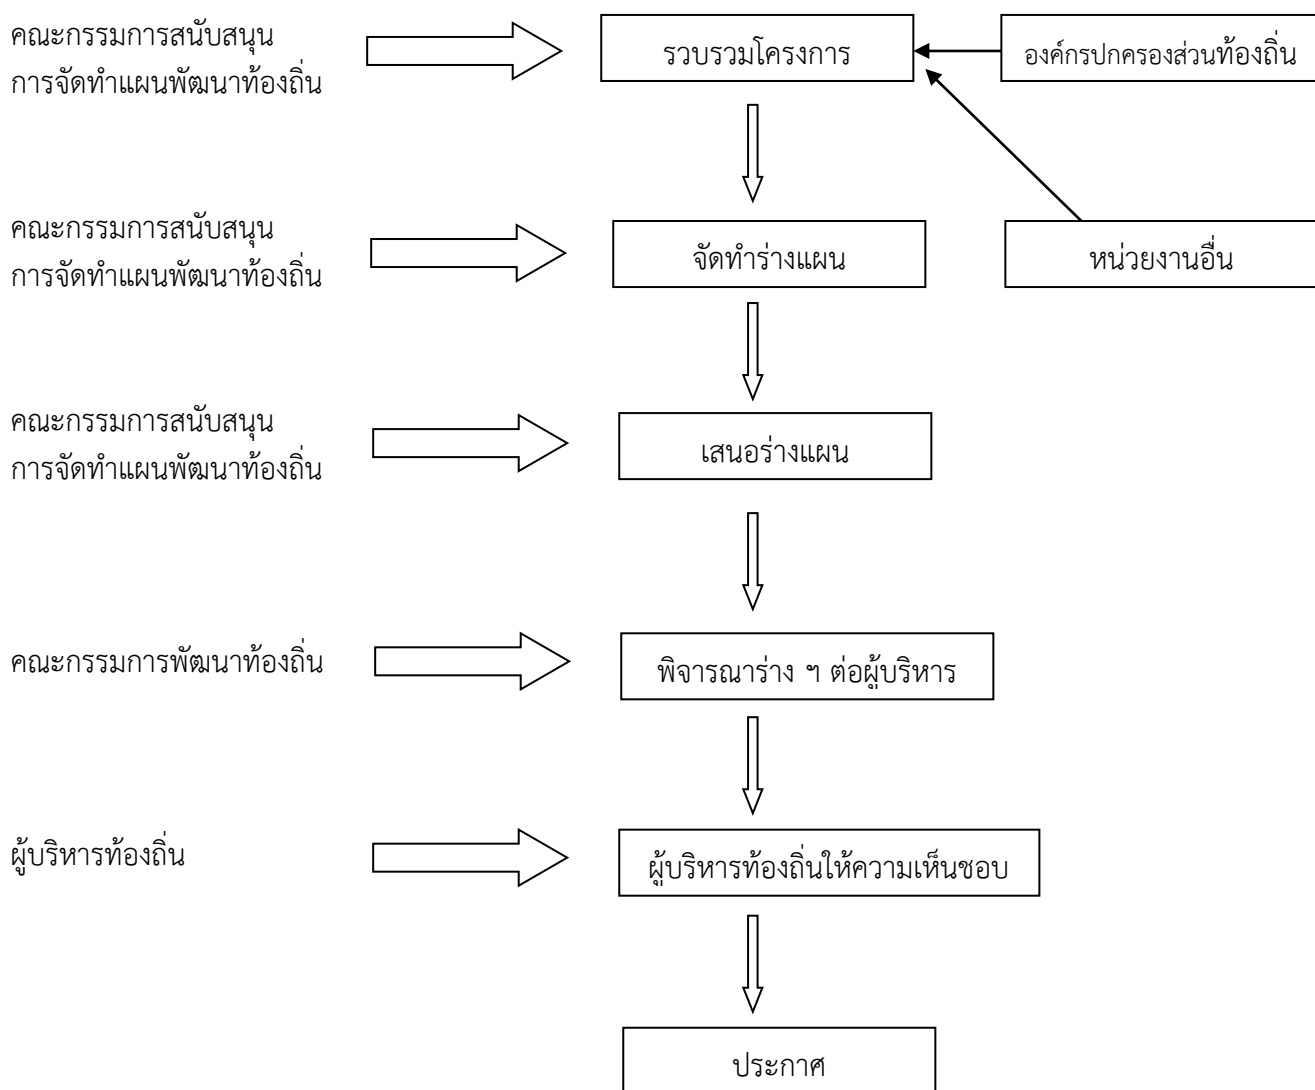 คณะกรรมการสนับสนุน
การจัดทำแผนพัฒนาท้องถิ่น
รวบรวมโครงการ
องค์กรปกครองส่วนท้องถิ่น
คณะกรรมการสนับสนุน
การจัดทำแผนพัฒนาท้องถิ่น
จัดทำร่างแผน
หน่วยงานอื่น
คณะกรรมการสนับสนุน
การจัดทำแผนพัฒนาท้องถิ่น
เสนอร่างแผน
คณะกรรมการพัฒนาท้องถิ่น
พิจารณาร่าง ฯ ต่อผู้บริหาร
ผู้บริหารท้องถิ่น
ผู้บริหารท้องถิ่นให้ความเห็นชอบ
ประกาศ